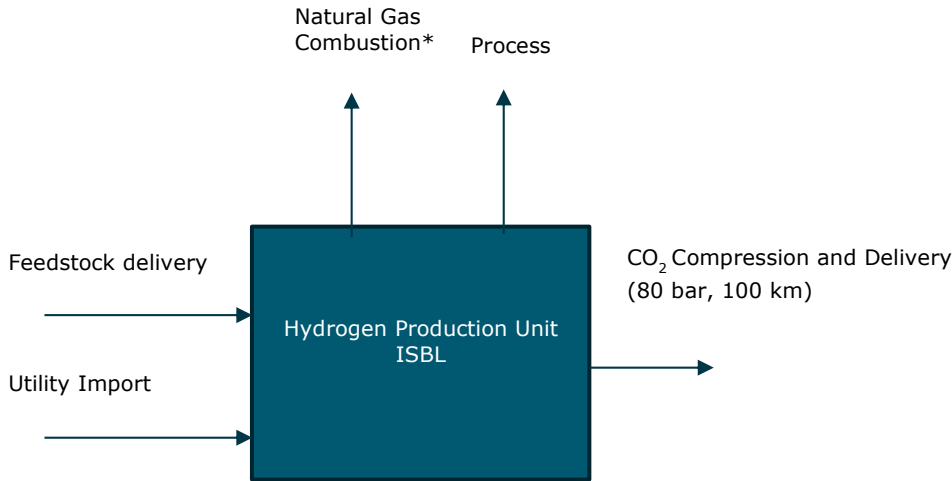 Natural Gas
Combustion*
Process
Feedstock delivery
CO₂ Compression and Delivery
(80 bar, 100 km)
Hydrogen Production Unit
ISBL
Utility Import